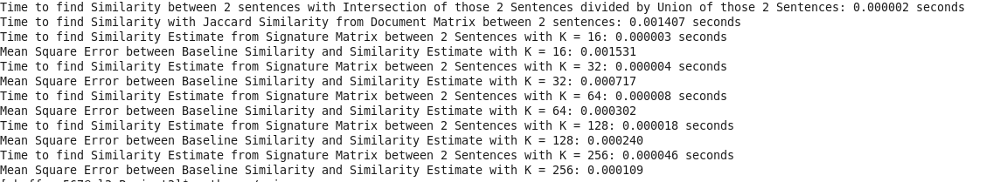 Time to find Similarity between 2 sentences with Intersection of those 2 Sentences divided by Union of those 2 Sentences: 0.000002 seconds
Time to find Similarity with Jaccard Similarity from Document Matrix between 2 sentences: 0.001407 seconds
Time to find Similarity Estimate from Signature Matrix between 2 Sentences with K = 16: 0.000003 seconds
Mean Square Error between Baseline Similarity and Similarity Estimate with K = 16: 0.001531
Time to find Similarity Estimate from Signature Matrix between 2 Sentences with K = 32: 0.000004 seconds
Mean Square Error between Baseline Similarity and Similarity Estimate with K = 32: 0.000717
Time to find Similarity Estimate from Signature Matrix between 2 Sentences with K = 64: 0.000008 seconds
Mean Square Error between Baseline Similarity and Similarity Estimate with K = 64: 0.000302
Time to find Similarity Estimate from Signature Matrix between 2 Sentences with K = 128: 0.000018 seconds
Mean Square Error between Baseline Similarity and Similarity Estimate with K = 128: 0.000240
Time to find Similarity Estimate from Signature Matrix between 2 Sentences with K = 256: 0.000046 seconds
Mean Square Error between Baseline Similarity and Similarity Estimate with K = 256: 0.000109